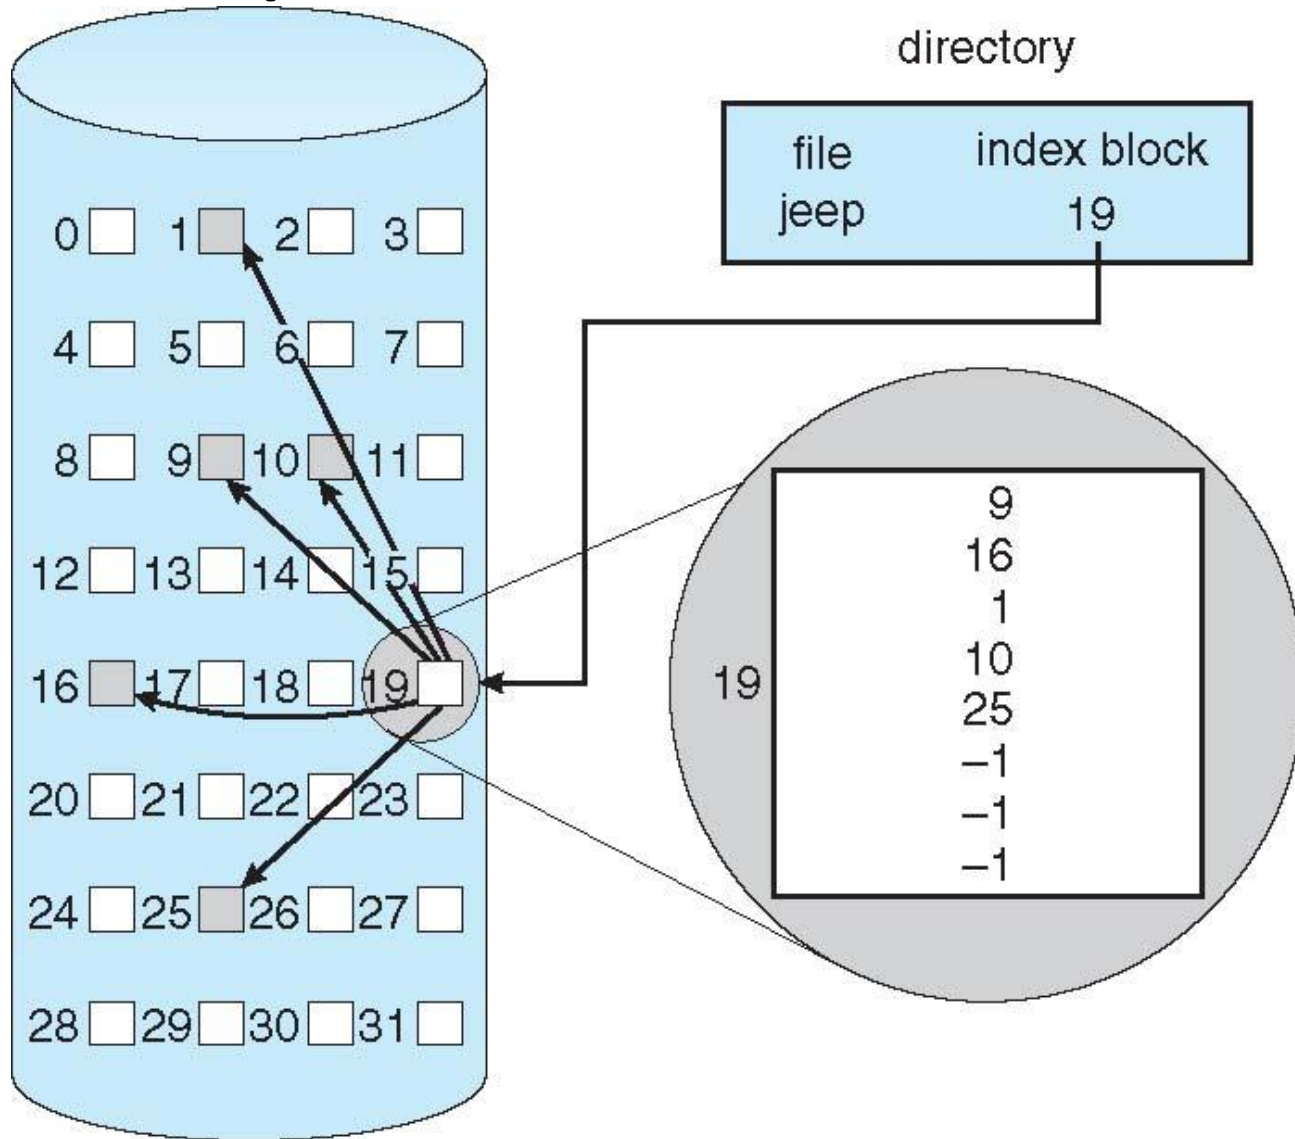 directory
file index block
jeep 19
0 1 2 3
4 5 6 7
8 9 10 11
12 13 14 15
16 17 18 19
20 21 22 23
24 25 26 27
28 29 30 31
19
9
16
1
10
25
–1
–1
–1